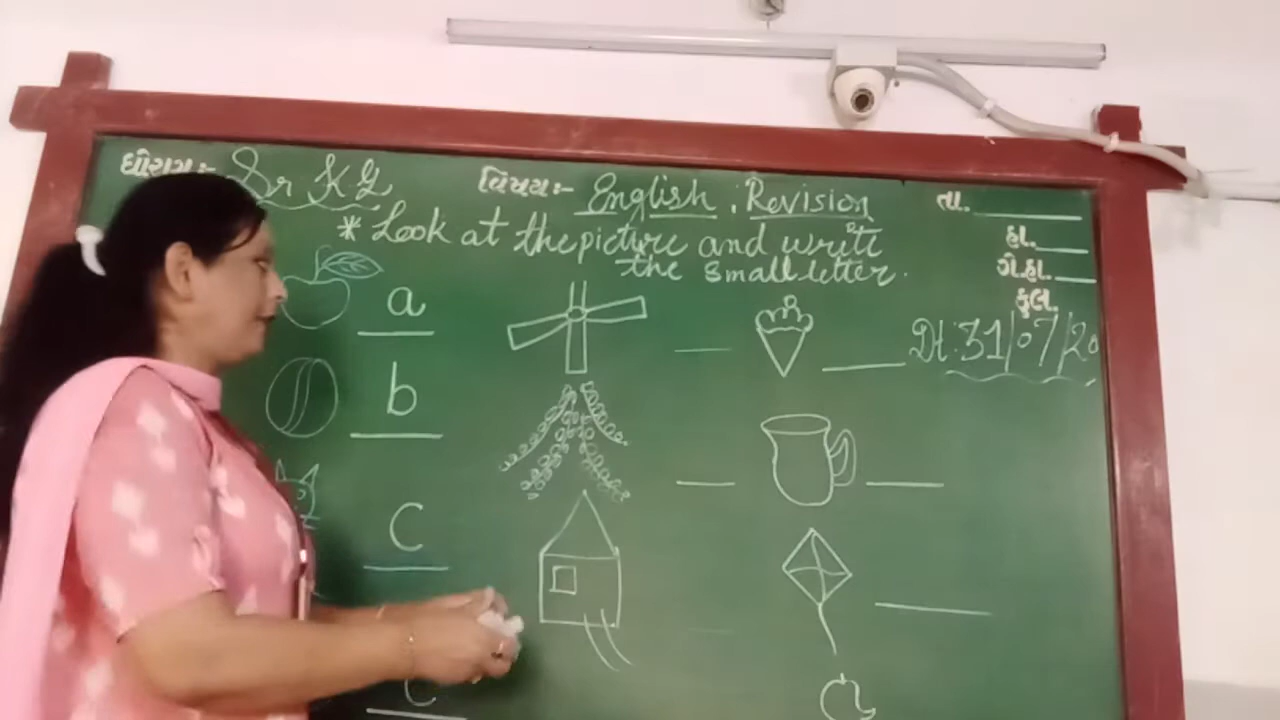 ધોરણ:- Sr KG વિષય:- English : Revision તા.
* Look at the picture and write
the small letter.
હા.
ગે.હા.
કુલ.
Dt:31/07/20
a
b
c